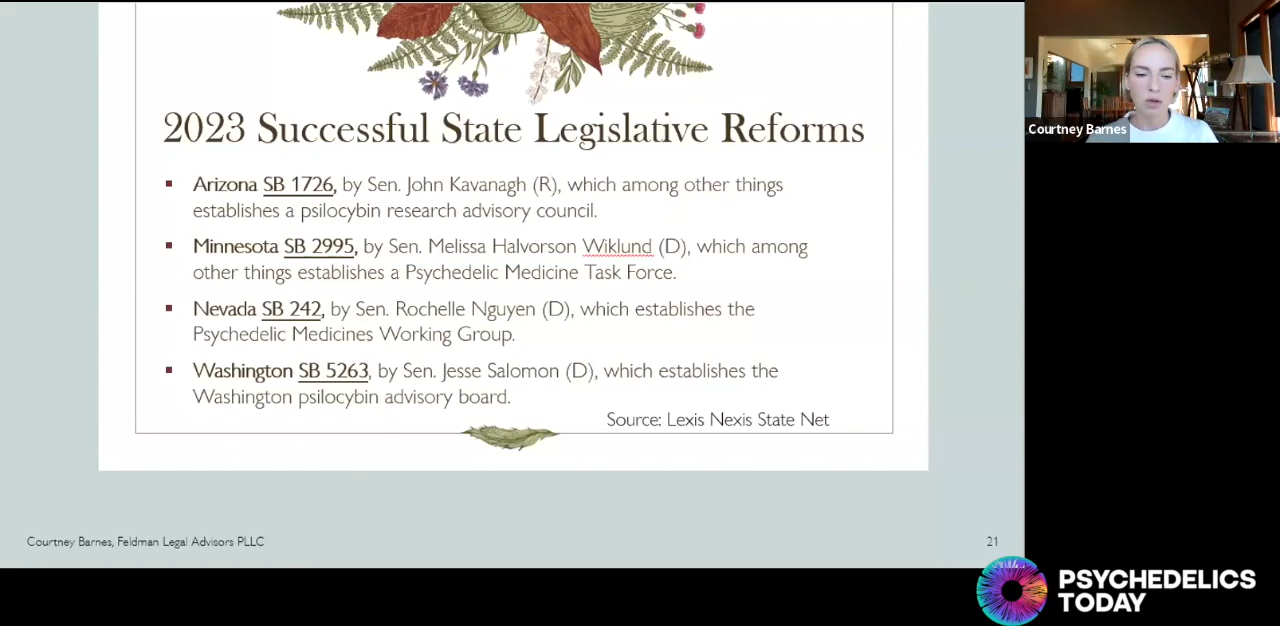 2023 Successful State Legislative Reforms
Arizona SB 1726, by Sen. John Kavanagh (R), which among other things
establishes a psilocybin research advisory council.
Minnesota SB 2995, by Sen. Melissa Halvorson Wiklund (D), which among
other things establishes a Psychedelic Medicine Task Force.
Nevada SB 242, by Sen. Rochelle Nguyen (D), which establishes the
Psychedelic Medicines Working Group.
Washington SB 5263, by Sen. Jesse Salomon (D), which establishes the
Washington psilocybin advisory board.
Source: Lexis Nexis State Net
Courtney Barnes, Feldman Legal Advisors PLLC
21
Courtney Barnes
PSYCHEDELICS
TODAY